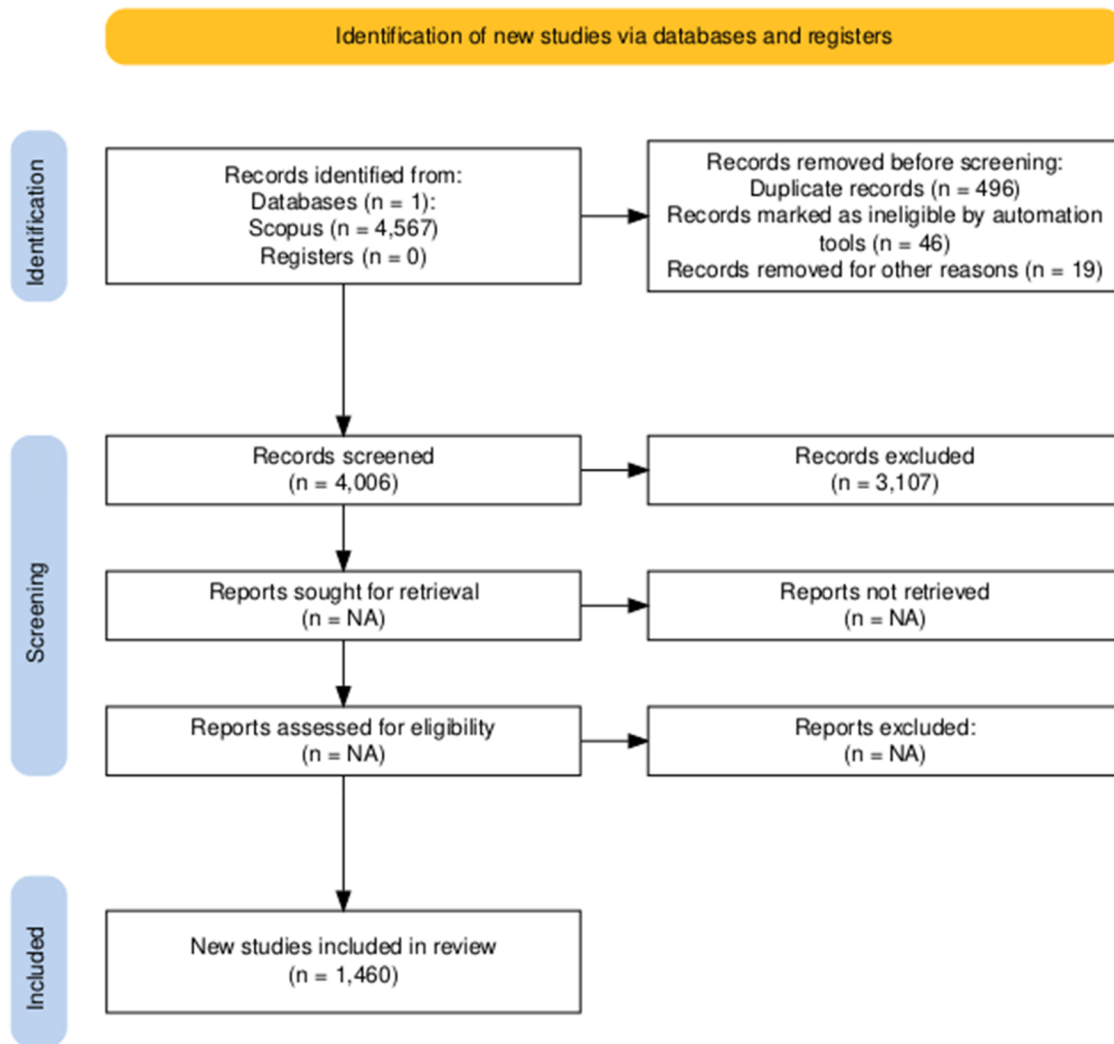 Identification of new studies via databases and registers
Identification
Records identified from:
Databases (n = 1):
Scopus (n = 4,567)
Registers (n = 0)
Records removed before screening:
Duplicate records (n = 496)
Records marked as ineligible by automation
tools (n = 46)
Records removed for other reasons (n = 19)
Screening
Records screened
(n = 4,006)
Records excluded
(n = 3,107)
Reports sought for retrieval
(n = NA)
Reports not retrieved
(n = NA)
Reports assessed for eligibility
(n = NA)
Reports excluded:
(n = NA)
Included
New studies included in review
(n = 1,460)